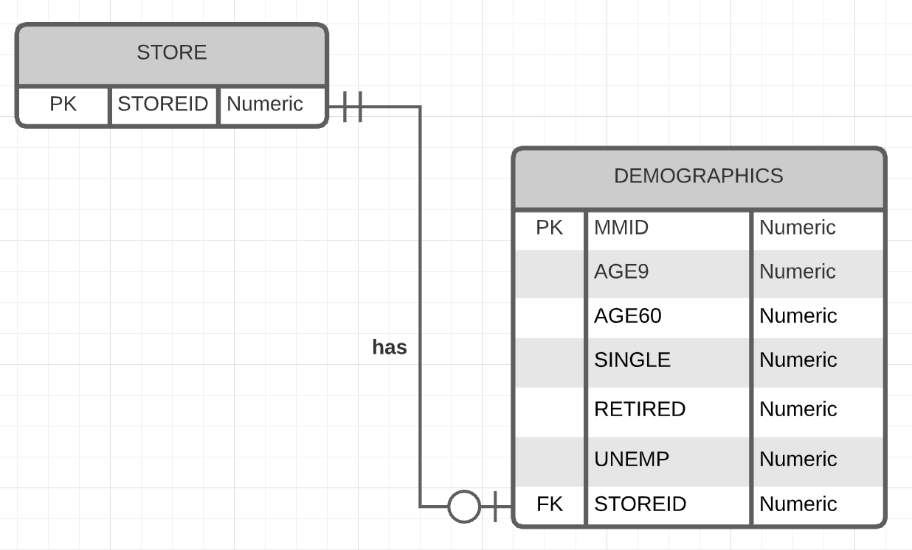 STORE
PK STOREID Numeric
DEMOGRAPHICS
PK MMID Numeric
AGE9 Numeric
AGE60 Numeric
has
SINGLE Numeric
RETIRED Numeric
UNEMP Numeric
FK STOREID Numeric